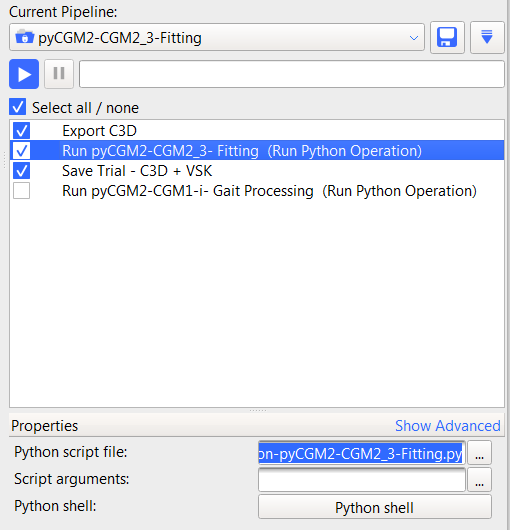 Current Pipeline:
pyCGM2-CGM2_3-Fitting
Select all / none
Export C3D
Run pyCGM2-CGM2_3- Fitting (Run Python Operation)
Save Trial - C3D + VSK
Run pyCGM2-CGM1-i- Gait Processing (Run Python Operation)
Properties Show Advanced
Python script file: on-pyCGM2-CGM2_3-Fitting.py ...
Script arguments: ...
Python shell: Python shell